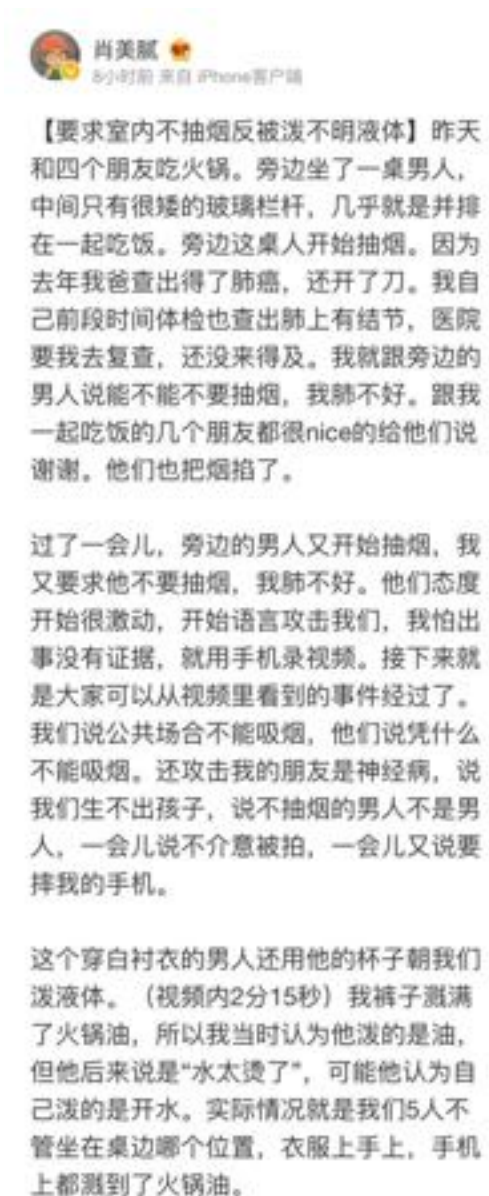 肖美腻
8小时前 来自 iPhone客户端
【要求室内不抽烟反被泼不明液体】昨天
和四个朋友吃火锅。旁边坐了一桌男人，
中间只有很矮的玻璃栏杆，几乎就是并排
在一起吃饭。旁边这桌人开始抽烟。因为
去年我爸查出得了肺癌，还开了刀。我自
己前段时间体检也查出肺上有结节，医院
要我去复查，还没来得及。我就跟旁边的
男人说能不能不要抽烟，我肺不好。跟我
一起吃饭的几个朋友都很nice的给他们说
谢谢。他们也把烟掐了。
过了一会儿，旁边的男人又开始抽烟，我
又要求他不要抽烟，我肺不好。他们态度
开始很激动，开始语言攻击我们，我怕出
事没有证据，就用手机录视频。接下来就
是大家可以从视频里看到的事件经过了。
我们说公共场合不能吸烟，他们说凭什么
不能吸烟。还攻击我的朋友是神经病，说
我们生不出孩子，说不抽烟的男人不是男
人，一会儿说不介意被拍，一会儿又说要
摔我的手机。
这个穿白衬衣的男人还用他的杯子朝我们
泼液体。（视频内2分15秒）我裤子溅满
了火锅油，所以我当时认为他泼的是油，
但他后来说是“水太烫了”，可能他认为自
己泼的是开水。实际情况就是我们5人不
管坐在桌边哪个位置，衣服上手上，手机
上都溅到了火锅油。